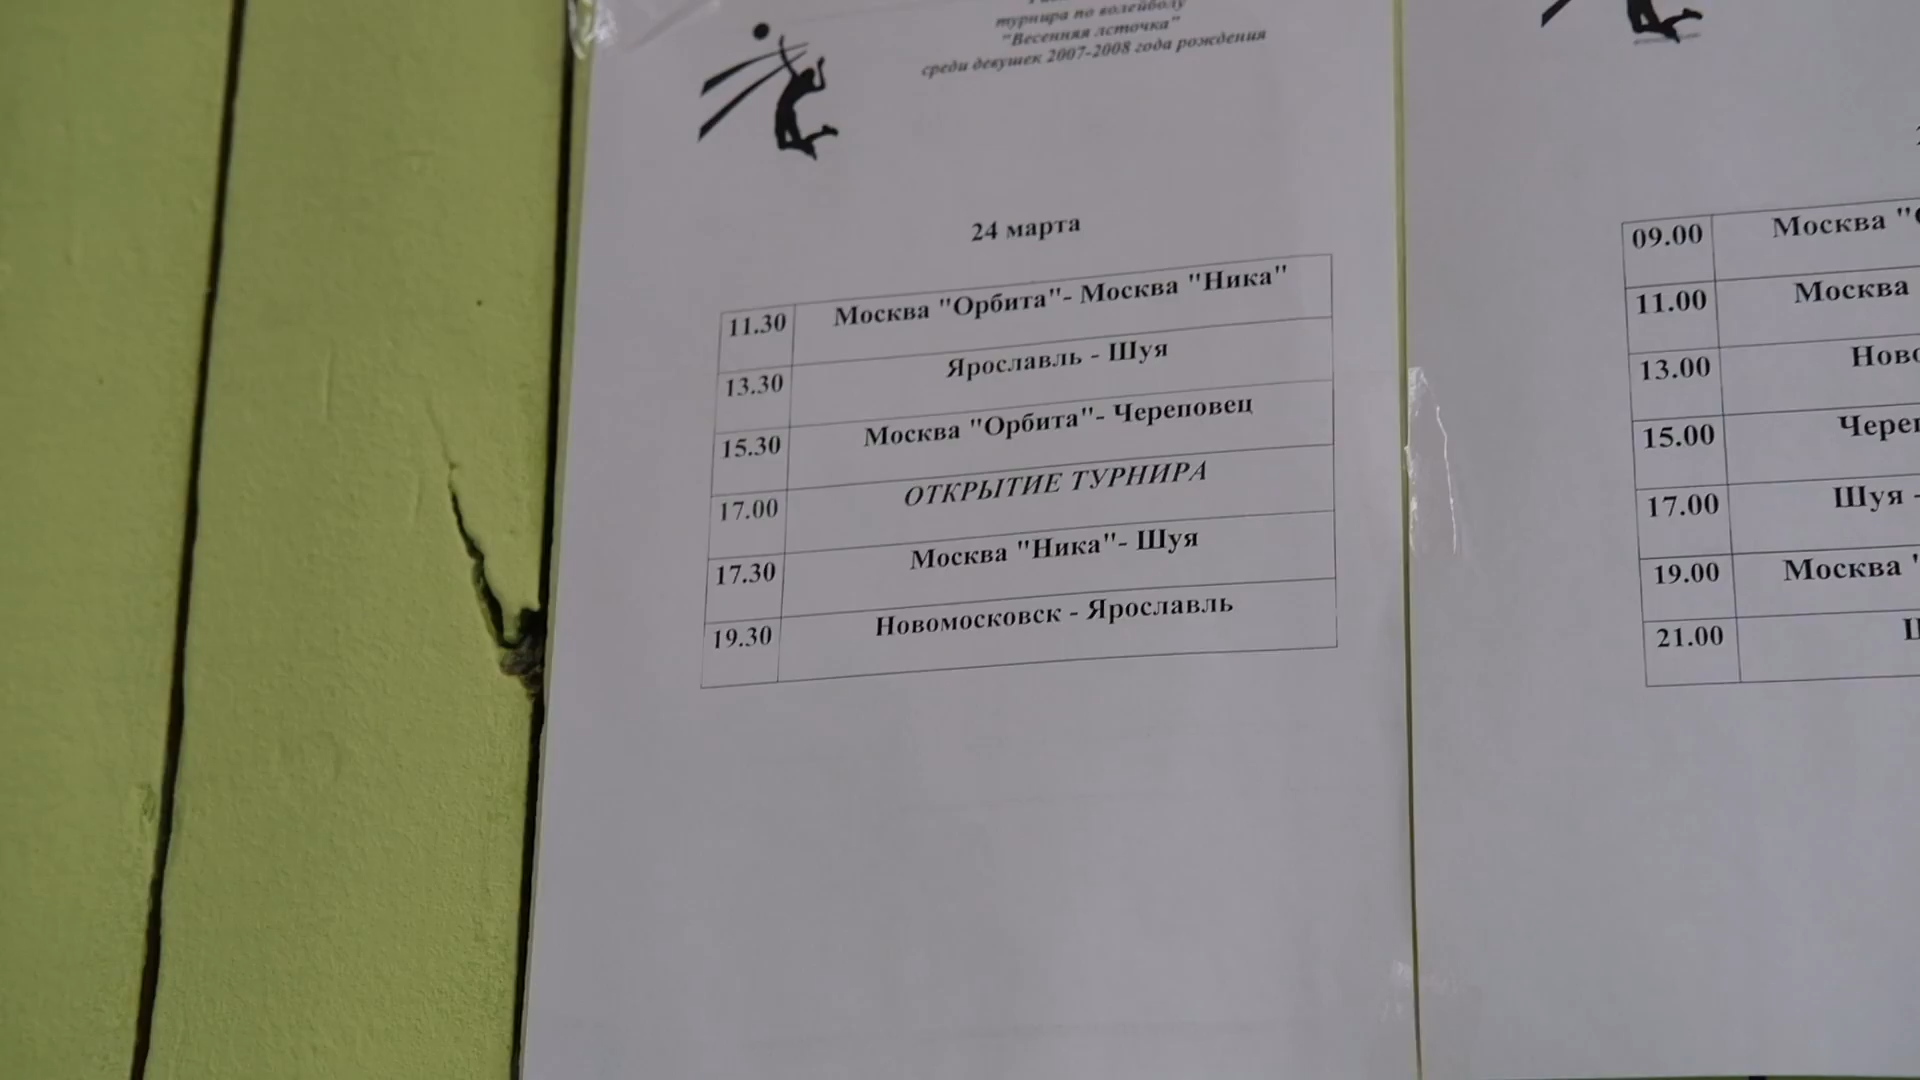 турнира по волейболу
"Весенняя лсточка"
среди девушек 2007-2008 года рождения
24 марта
11.30 Москва "Орбита"- Москва "Ника"
13.30 Ярославль - Шуя
15.30 Москва "Орбита"- Череповец
17.00 ОТКРЫТИЕ ТУРНИРА
17.30 Москва "Ника"- Шуя
19.30 Новомосковск - Ярославль
09.00 Москва
11.00 Москва
13.00
15.00
17.00 Шуя -
19.00 Москва "
21.00